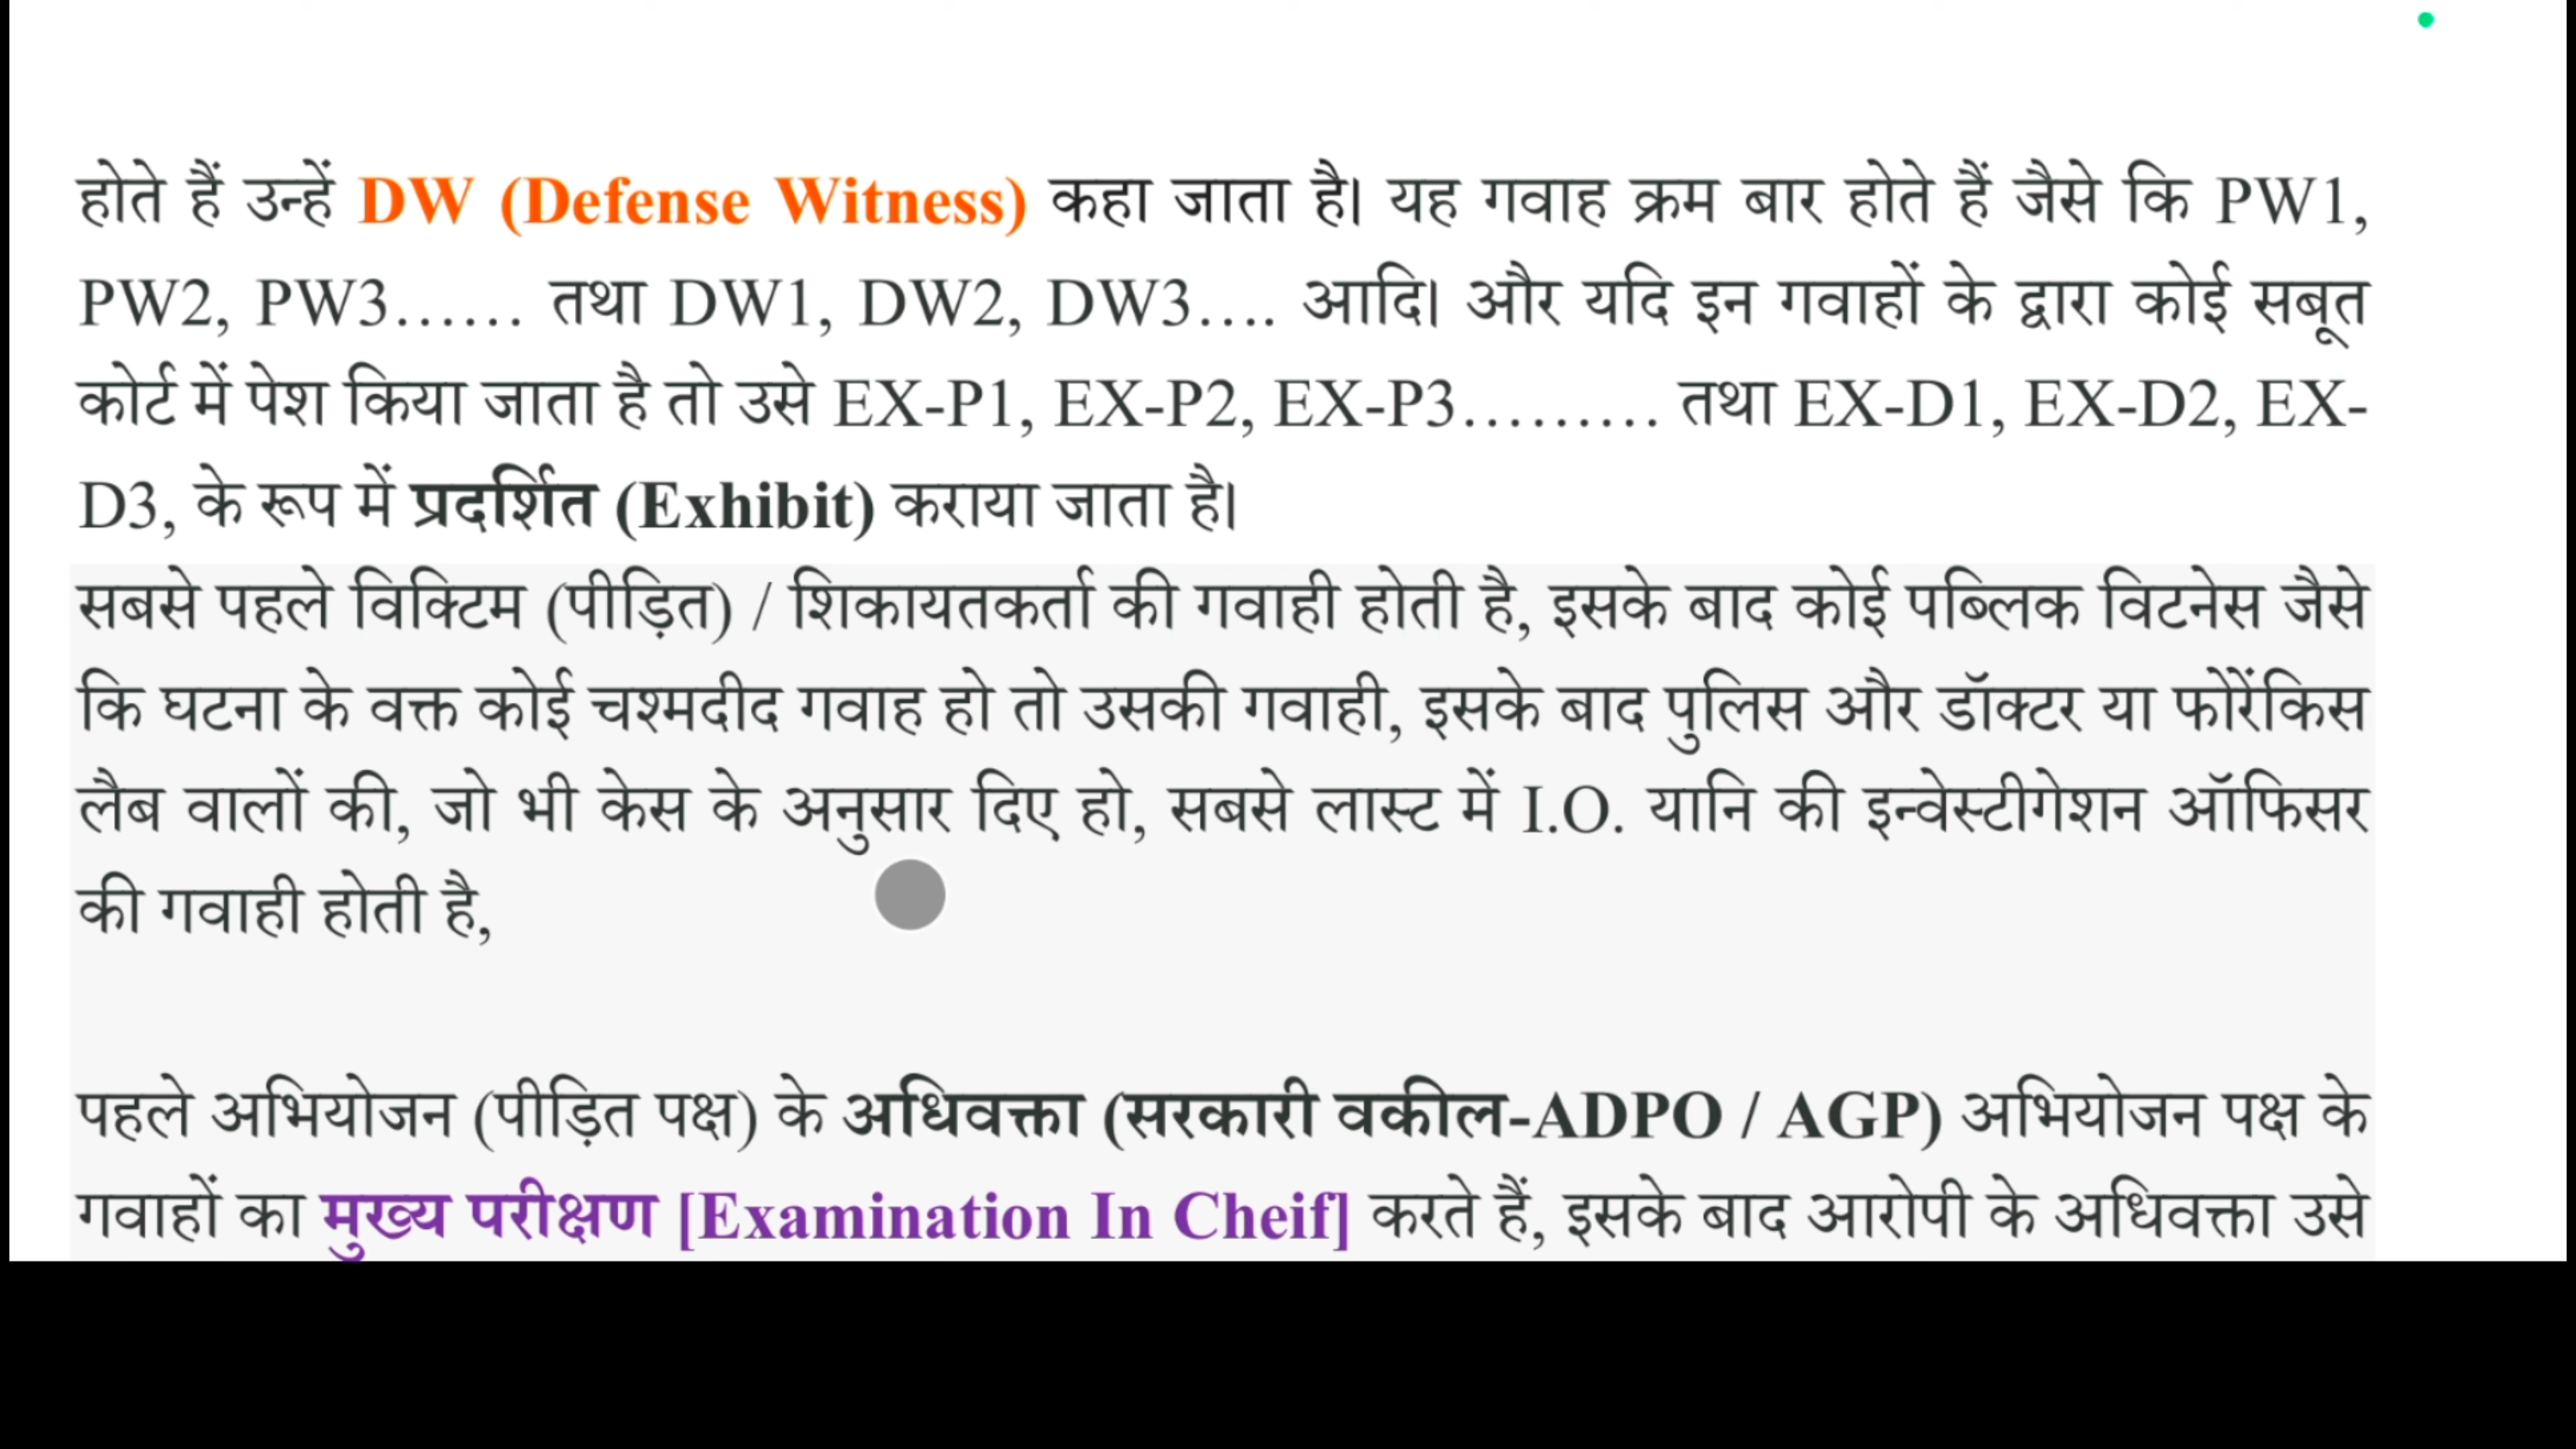 होते हैं उन्हें DW (Defense Witness) कहा जाता है। यह गवाह क्रम बार होते हैं जैसे कि PW1,
PW2, PW3...... तथा DW1, DW2, DW3.... आदि। और यदि इन गवाहों के द्वारा कोई सबूत
कोर्ट में पेश किया जाता है तो उसे EX-P1, EX-P2, EX-P3......... तथा EX-D1, EX-D2, EX-
D3, के रूप में प्रदर्शित (Exhibit) कराया जाता है।
सबसे पहले विक्टिम (पीड़ित) / शिकायतकर्ता की गवाही होती है, इसके बाद कोई पब्लिक विटनेस जैसे
कि घटना के वक्त कोई चश्मदीद गवाह हो तो उसकी गवाही, इसके बाद पुलिस और डॉक्टर या फोरेंकिस
लैब वालों की, जो भी केस के अनुसार दिए हो, सबसे लास्ट में I.O. यानि की इन्वेस्टीगेशन ऑफिसर
की गवाही होती है,
पहले अभियोजन (पीड़ित पक्ष) के अधिवक्ता (सरकारी वकील-ADPO / AGP) अभियोजन पक्ष के
गवाहों का मुख्य परीक्षण [Examination In Cheif] करते हैं, इसके बाद आरोपी के अधिवक्ता उसे